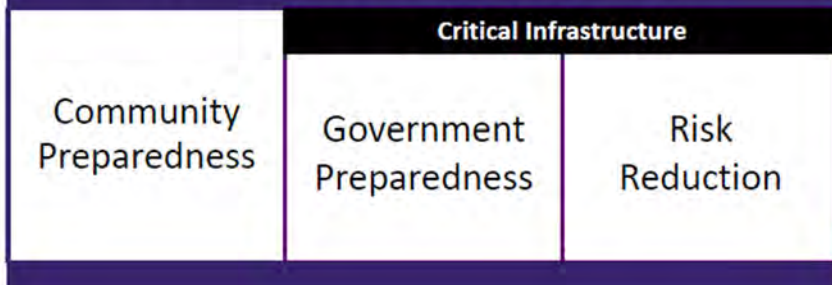 Critical Infrastructure
Community
Preparedness
Government
Preparedness
Risk
Reduction